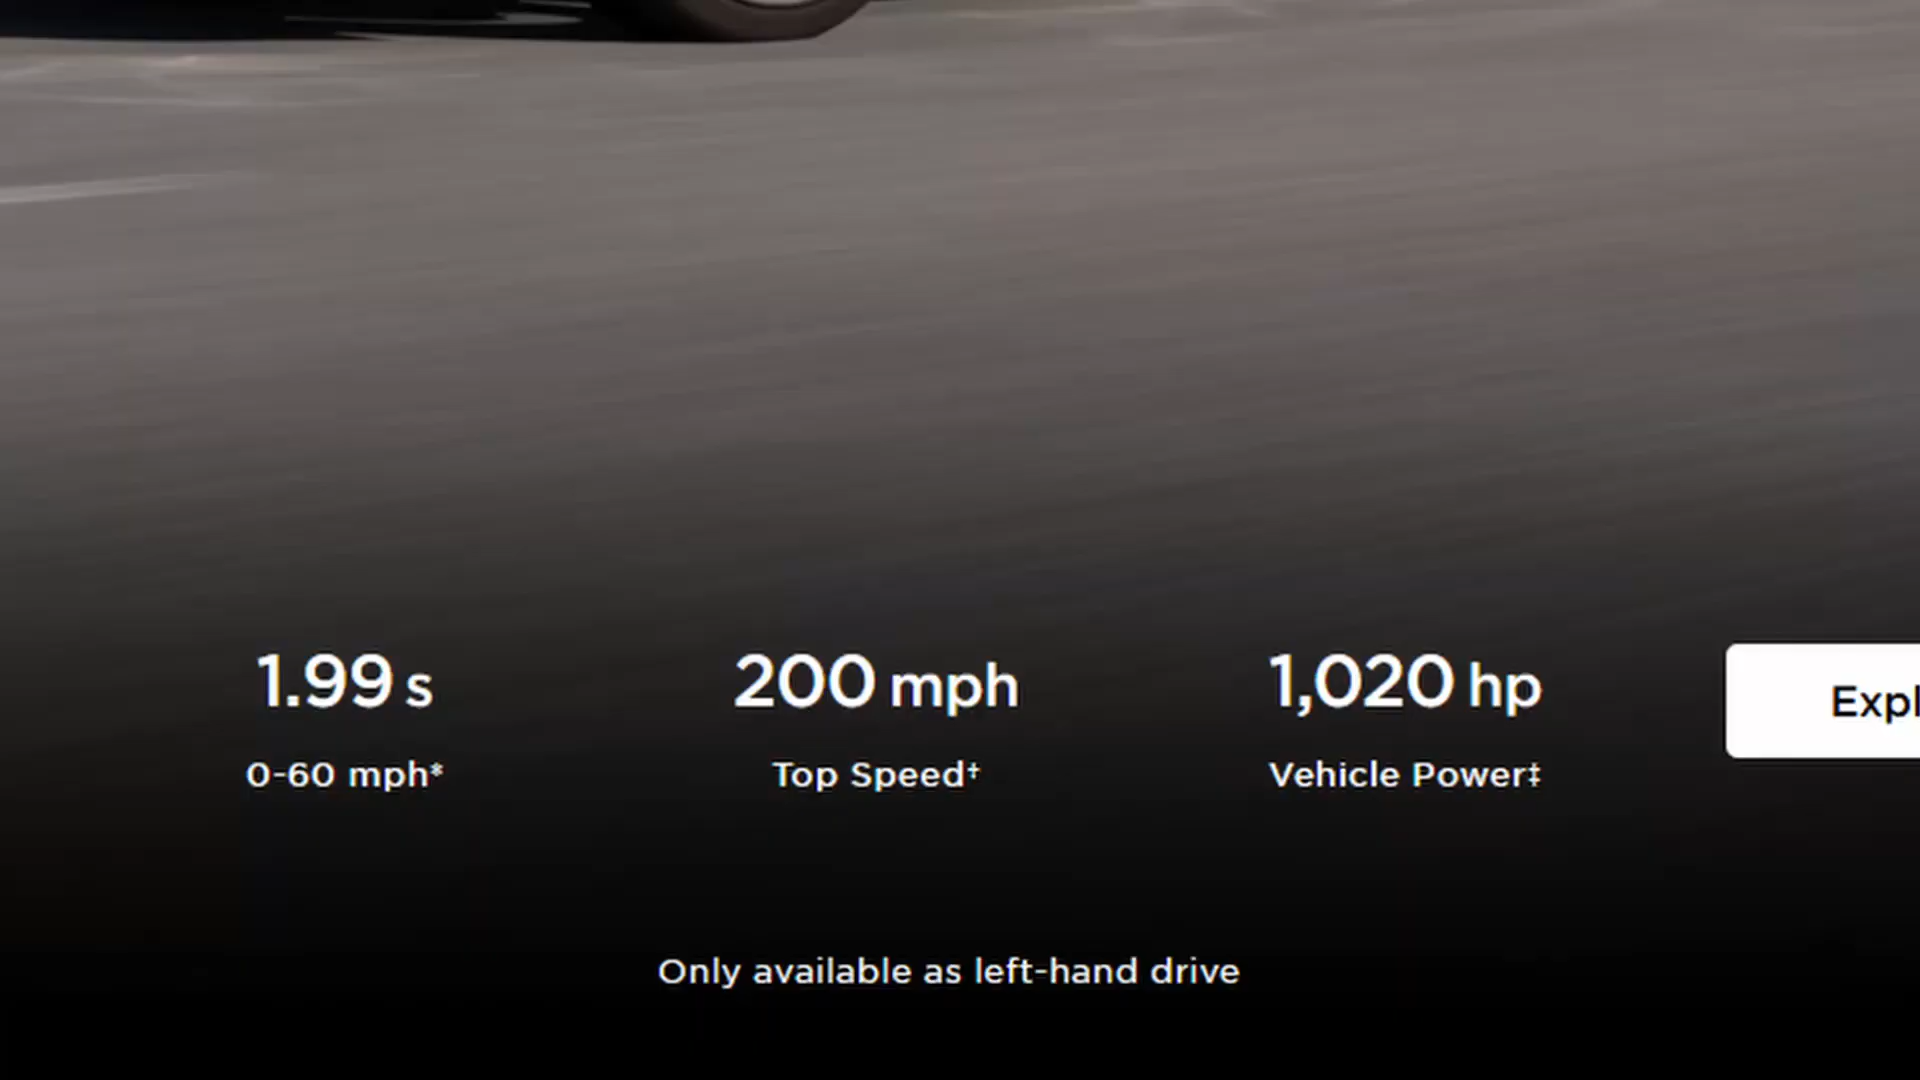 1.99 s
200 mph
1,020 hp
Expl
0-60 mph*
Top Speed†
Vehicle Power‡
Only available as left-hand drive